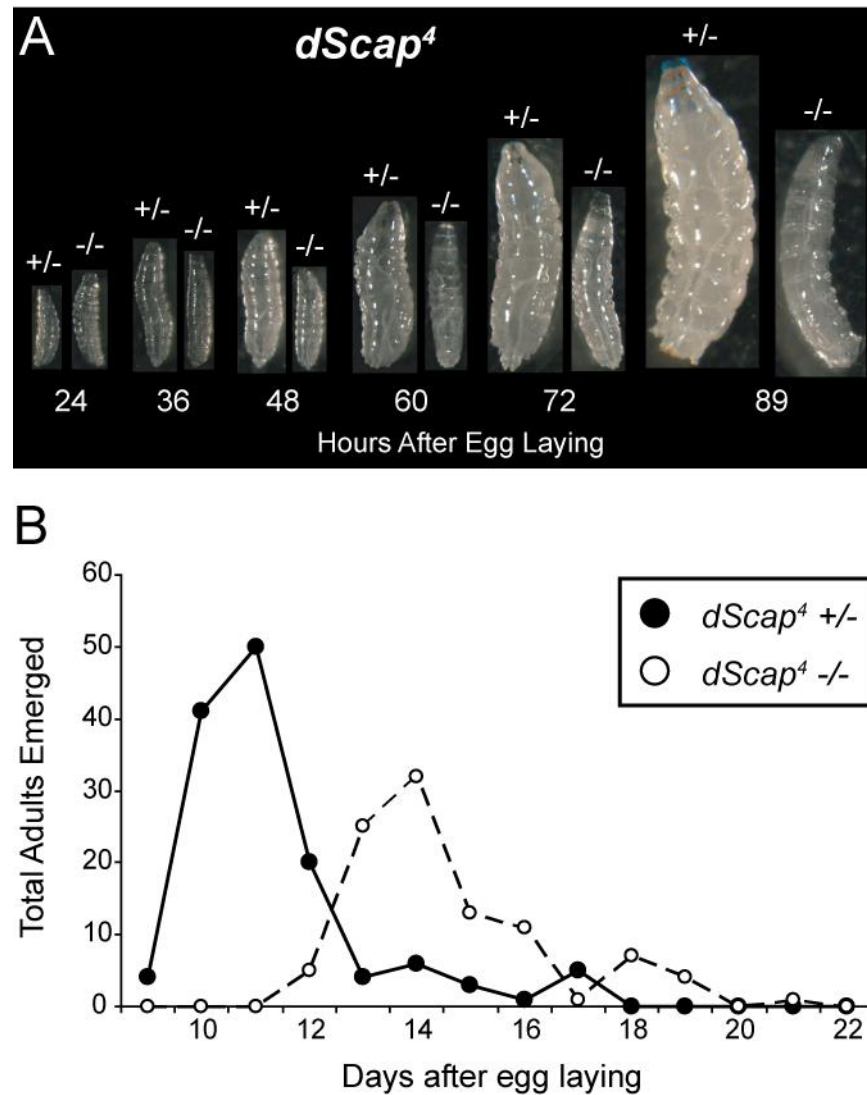 A
dScap⁴
+/-
-/-
+/-
-/-
+/-
-/-
+/-
-/-
+/-
-/-
+/-
-/-
24 36 48 60 72 89
Hours After Egg Laying
B
60
50
40
30
20
10
0
Total Adults Emerged
dScap⁴ +/-
dScap⁴ -/-
10 12 14 16 18 20 22
Days after egg laying